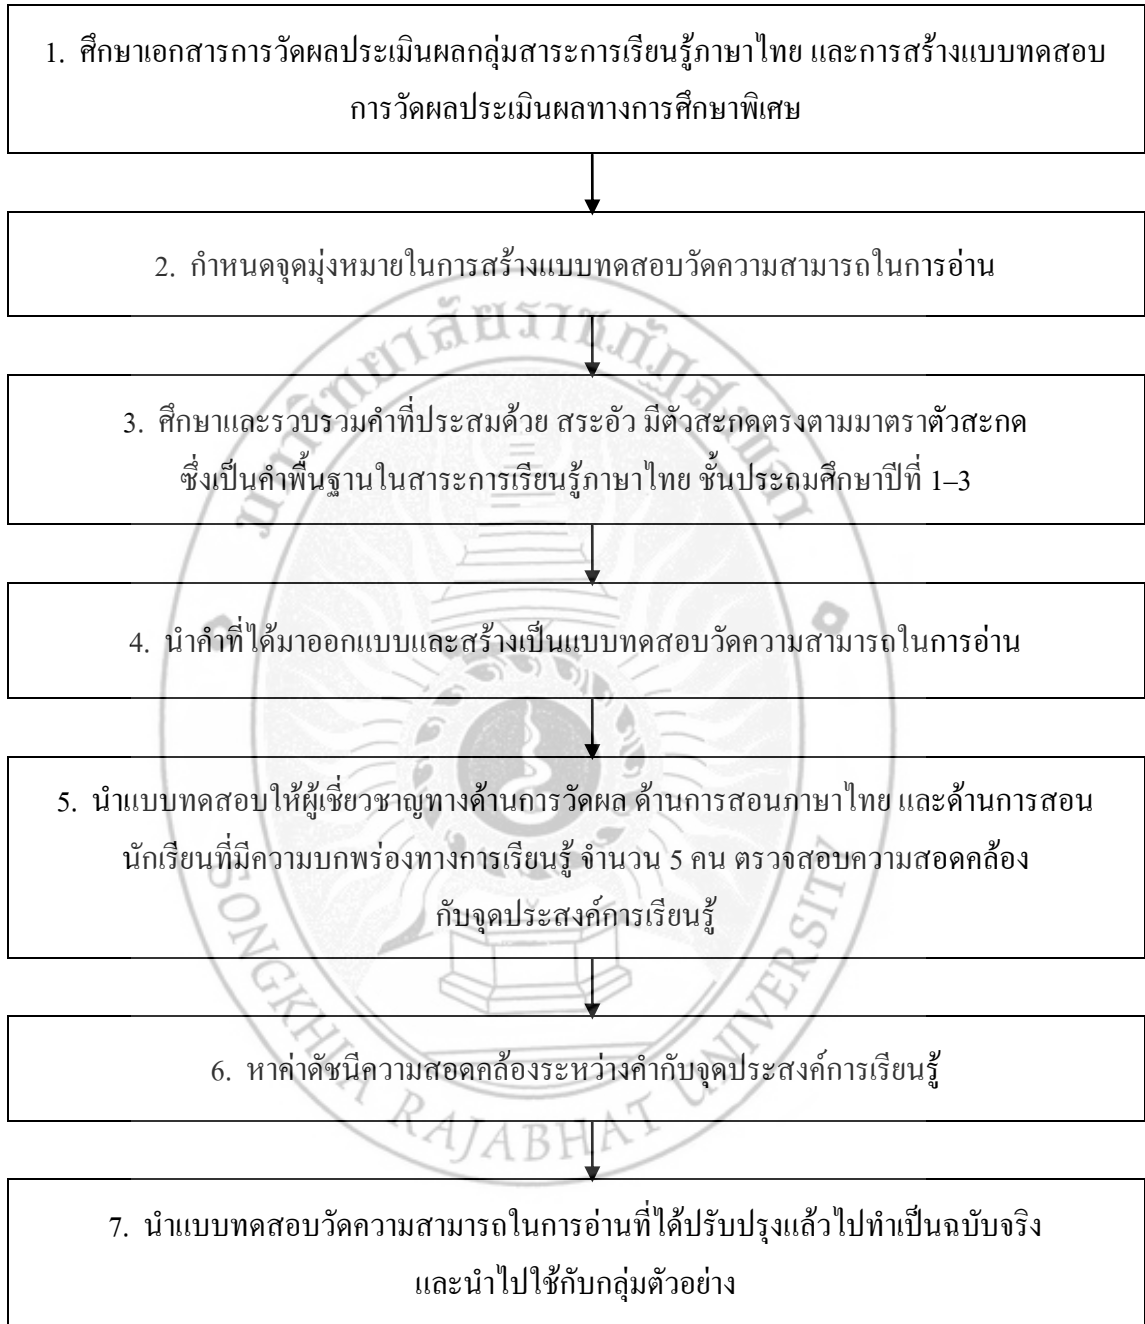 1. ศึกษาเอกสารการวัดผลประเมินผลกลุ่มสาระการเรียนรู้ภาษาไทย และการสร้างแบบทดสอบ
การวัดผลประเมินผลทางการศึกษาพิเศษ
2. กำหนดจุดมุ่งหมายในการสร้างแบบทดสอบวัดความสามารถในการอ่าน
มหาวิทยาลัยราชภัฏสงขลา
3. ศึกษาและรวบรวมคำที่ประสมด้วย สระอัว มีตัวสะกดตรงตามมาตราตัวสะกด
ซึ่งเป็นคำพื้นฐานในสาระการเรียนรู้ภาษาไทย ชั้นประถมศึกษาปีที่ 1–3
4. นำคำที่ได้มาออกแบบและสร้างเป็นแบบทดสอบวัดความสามารถในการอ่าน
5. นำแบบทดสอบให้ผู้เชี่ยวชาญทางด้านการวัดผล ด้านการสอนภาษาไทย และด้านการสอน
นักเรียนที่มีความบกพร่องทางการเรียนรู้ จำนวน 5 คน ตรวจสอบความสอดคล้อง
กับจุดประสงค์การเรียนรู้
6. หาค่าดัชนีความสอดคล้องระหว่างคำกับจุดประสงค์การเรียนรู้
SONGKHLA RAJABHAT UNIVERSITY
7. นำแบบทดสอบวัดความสามารถในการอ่านที่ได้ปรับปรุงแล้วไปทำเป็นฉบับจริง
และนำไปใช้กับกลุ่มตัวอย่าง